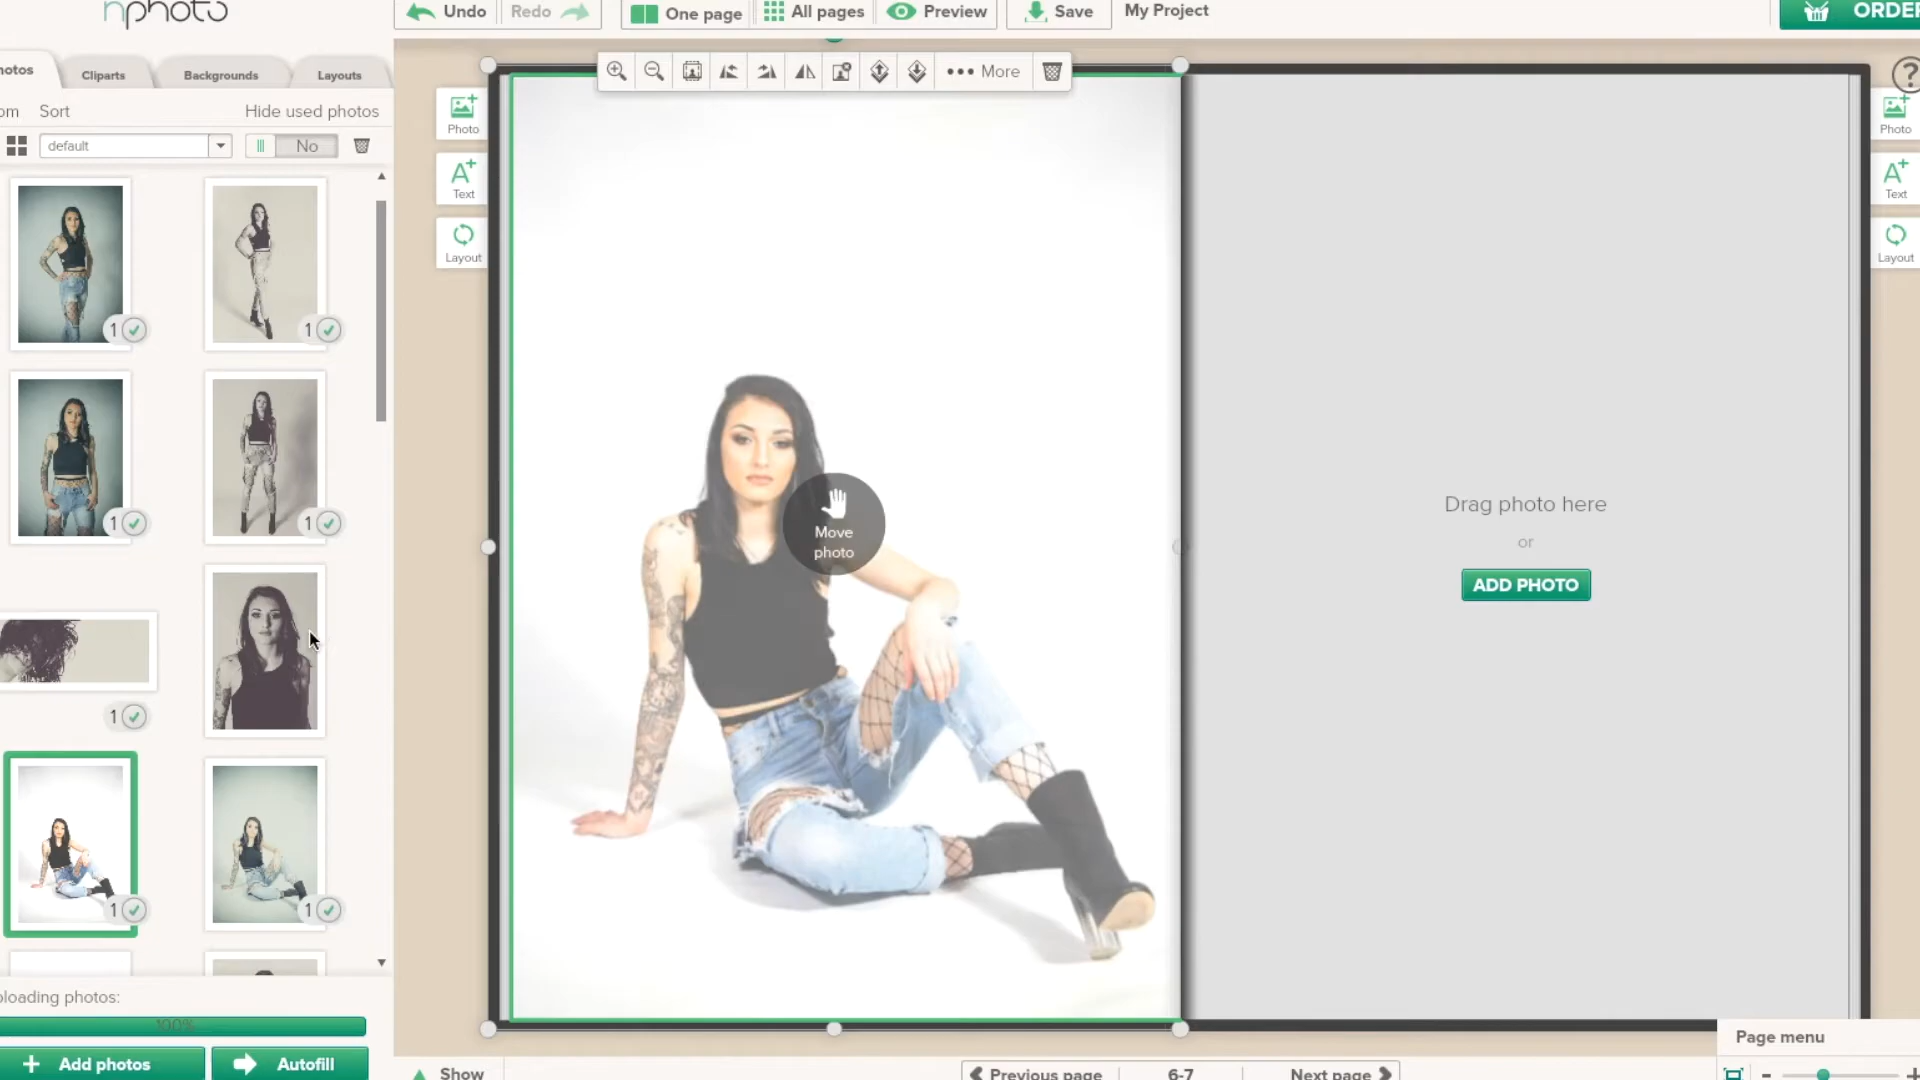 nphoto
Undo
Redo
One page
All pages
Preview
Save
My Project
ORDER
otos
Cliparts
Backgrounds
Layouts
om
Sort
Hide used photos
default
No
More
Photo
Text
Layout
Photo
Text
Layout
?
1
1
1
1
1
1
1
Move
photo
Drag photo here
or
ADD PHOTO
loading photos:
100%
Add photos
Autofill
Show
Previous page
6-7
Next page
Page menu